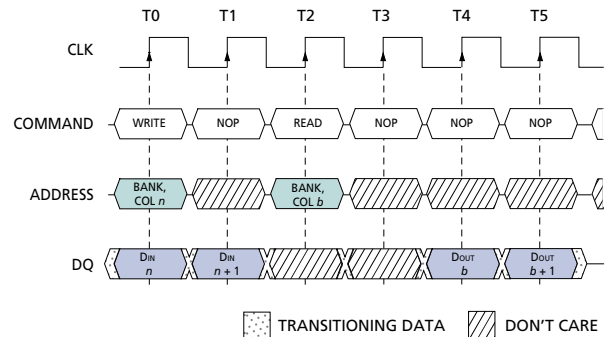 T0 T1 T2 T3 T4 T5
CLK
COMMAND WRITE NOP READ NOP NOP NOP
ADDRESS BANK, COL n BANK, COL b
DQ DIN n DIN n + 1 DOUT b DOUT b + 1
TRANSITIONING DATA DON'T CARE